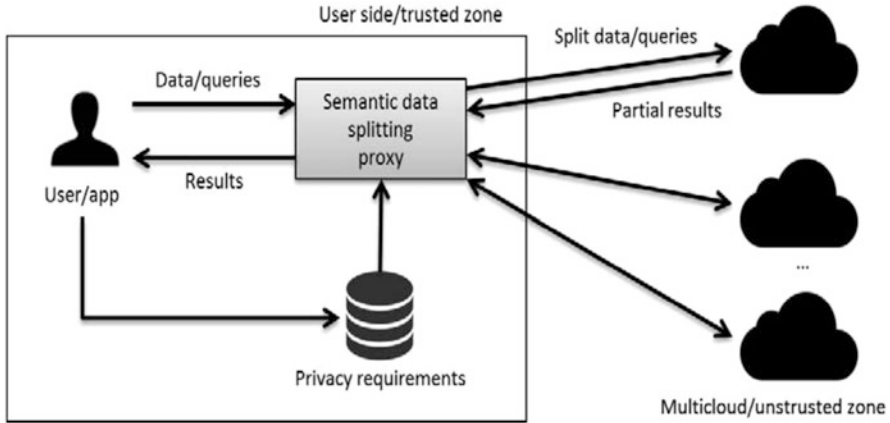 User side/trusted zone
Split data/queries
Data/queries
Semantic data
splitting
proxy
Partial results
Results
User/app
...
Privacy requirements
Multicloud/unstrusted zone